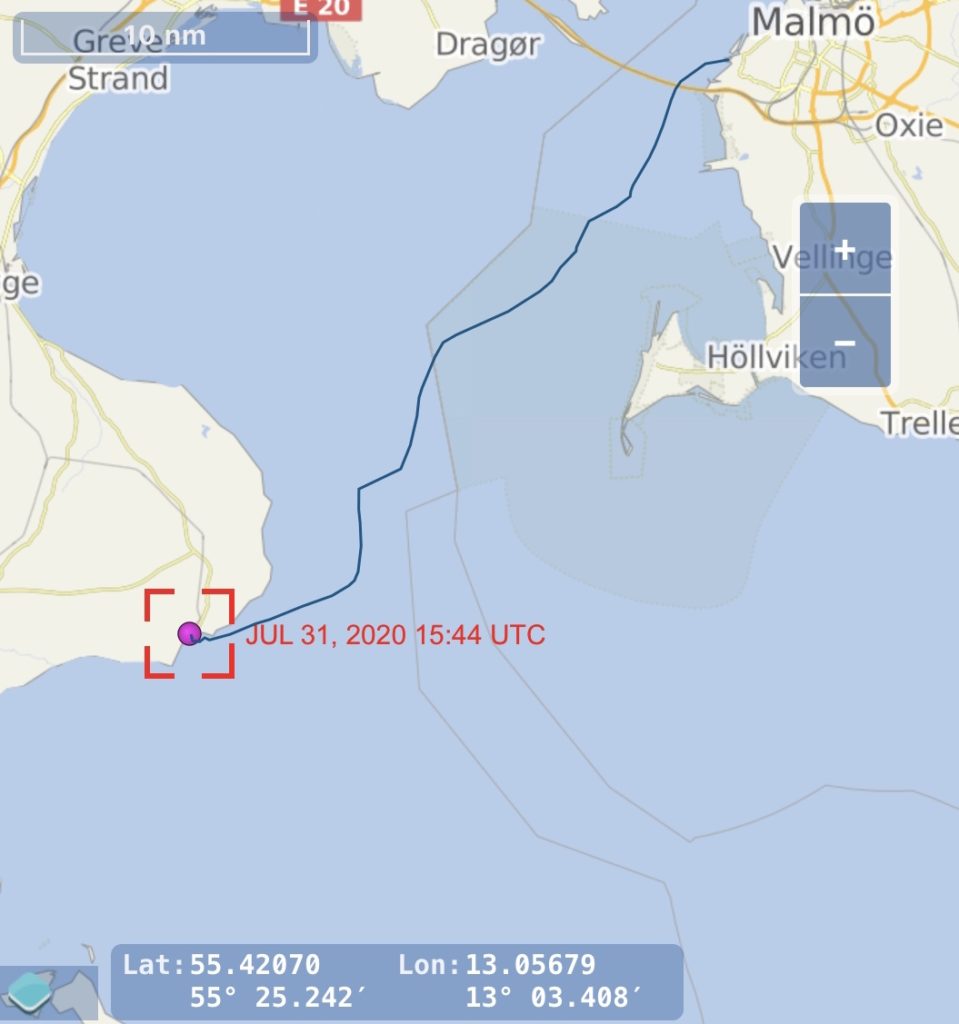 E 20
10 nm
Greve
Strand
Dragør
Malmö
Oxie
Vellinge
+
ge
−
Höllviken
Trelle
JUL 31, 2020 15:44 UTC
Lat: 55.42070 Lon: 13.05679
55° 25.242′ 13° 03.408′